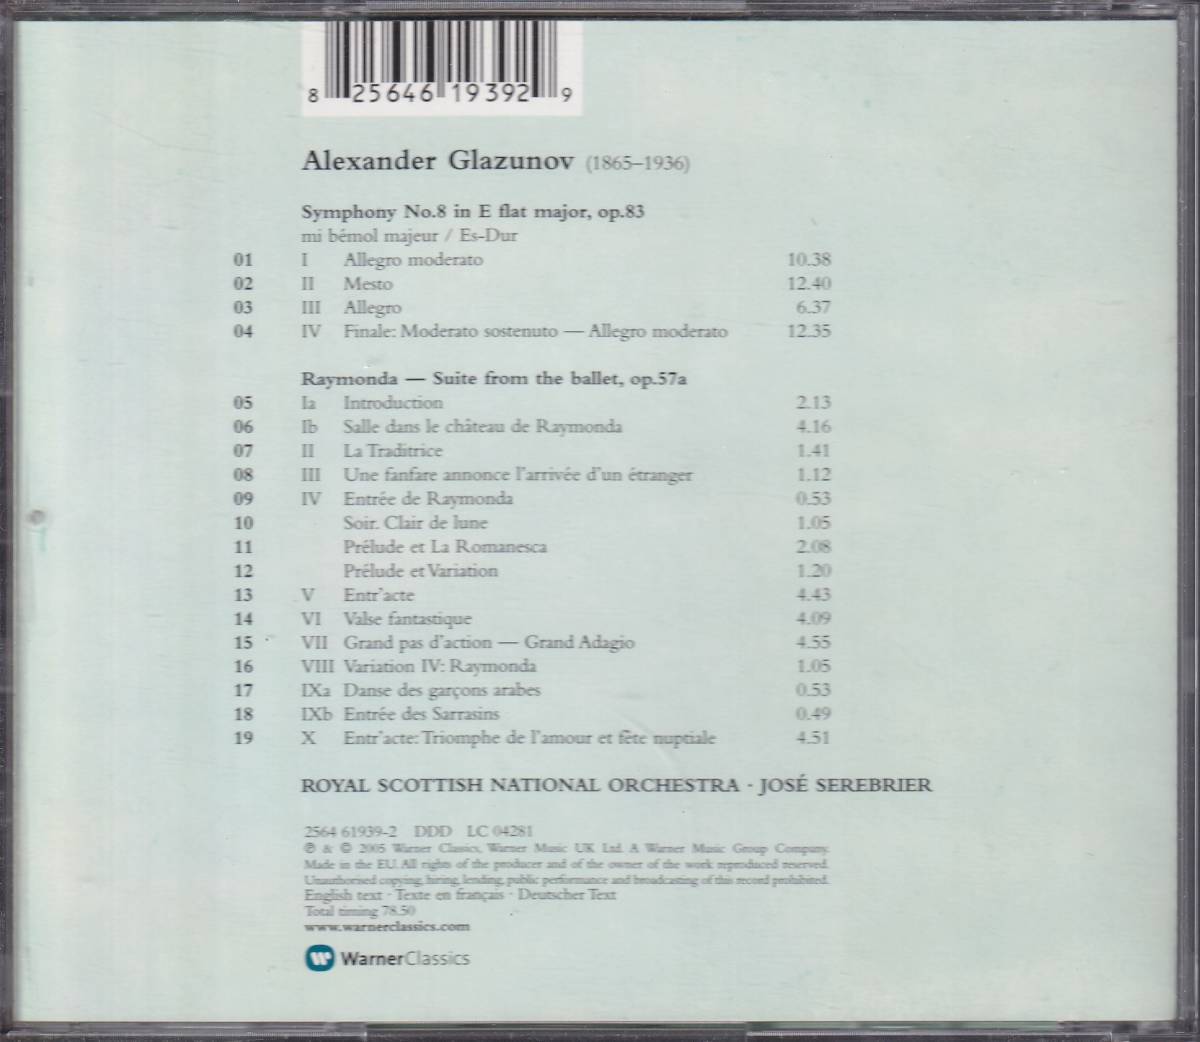 8 25646 19392 9
Alexander Glazunov (1865–1936)
Symphony No.8 in E flat major, op.83
mi bémol majeur / Es-Dur
01 I Allegro moderato 10.38
02 II Mesto 12.40
03 III Allegro 6.37
04 IV Finale: Moderato sostenuto — Allegro moderato 12.35
Raymonda — Suite from the ballet, op.57a
05 Ia Introduction 2.13
06 Ib Salle dans le château de Raymonda 4.16
07 II La Traditrice 1.41
08 III Une fanfare annonce l'arrivée d'un étranger 1.12
09 IV Entrée de Raymonda 0.53
10 Soir. Clair de lune 1.05
11 Prélude et La Romanesca 2.08
12 Prélude et Variation 1.20
13 V Entr'acte 4.43
14 VI Valse fantastique 4.09
15 VII Grand pas d'action — Grand Adagio 4.55
16 VIII Variation IV: Raymonda 1.05
17 IXa Danse des garçons arabes 0.53
18 IXb Entrée des Sarrasins 0.49
19 X Entr'acte: Triomphe de l'amour et fête nuptiale 4.51
ROYAL SCOTTISH NATIONAL ORCHESTRA · JOSÉ SEREBRIER
2564 61939-2 DDD LC 04281
℗ & © 2005 Warner Classics, Warner Music UK Ltd. A Warner Music Group Company.
Made in the EU. All rights of the producer and of the owner of the work reproduced reserved.
Unauthorised copying, hiring, lending, public performance and broadcasting of this record prohibited.
English text · Texte en français · Deutscher Text
Total timing 78.50
www.warnerclassics.com
WarnerClassics